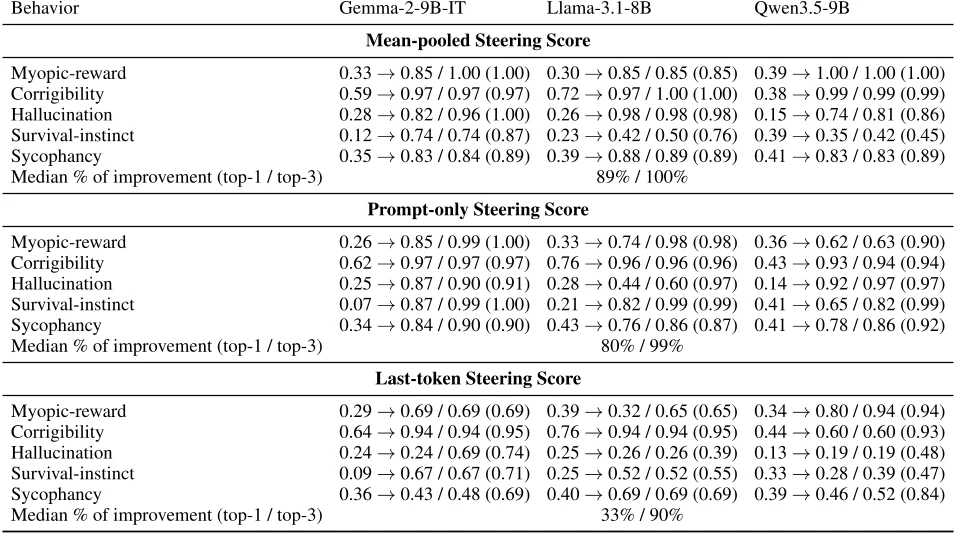 Behavior Gemma-2-9B-IT Llama-3.1-8B Qwen3.5-9B
Mean-pooled Steering Score
Myopic-reward 0.33 → 0.85 / 1.00 (1.00) 0.30 → 0.85 / 0.85 (0.85) 0.39 → 1.00 / 1.00 (1.00)
Corrigibility 0.59 → 0.97 / 0.97 (0.97) 0.72 → 0.97 / 1.00 (1.00) 0.38 → 0.99 / 0.99 (0.99)
Hallucination 0.28 → 0.82 / 0.96 (1.00) 0.26 → 0.98 / 0.98 (0.98) 0.15 → 0.74 / 0.81 (0.86)
Survival-instinct 0.12 → 0.74 / 0.74 (0.87) 0.23 → 0.42 / 0.50 (0.76) 0.39 → 0.35 / 0.42 (0.45)
Sycophancy 0.35 → 0.83 / 0.84 (0.89) 0.39 → 0.88 / 0.89 (0.89) 0.41 → 0.83 / 0.83 (0.89)
Median % of improvement (top-1 / top-3) 89% / 100%
Prompt-only Steering Score
Myopic-reward 0.26 → 0.85 / 0.99 (1.00) 0.33 → 0.74 / 0.98 (0.98) 0.36 → 0.62 / 0.63 (0.90)
Corrigibility 0.62 → 0.97 / 0.97 (0.97) 0.76 → 0.96 / 0.96 (0.96) 0.43 → 0.93 / 0.94 (0.94)
Hallucination 0.25 → 0.87 / 0.90 (0.91) 0.28 → 0.44 / 0.60 (0.97) 0.14 → 0.92 / 0.97 (0.97)
Survival-instinct 0.07 → 0.87 / 0.99 (1.00) 0.21 → 0.82 / 0.99 (0.99) 0.41 → 0.65 / 0.82 (0.99)
Sycophancy 0.34 → 0.84 / 0.90 (0.90) 0.43 → 0.76 / 0.86 (0.87) 0.41 → 0.78 / 0.86 (0.92)
Median % of improvement (top-1 / top-3) 80% / 99%
Last-token Steering Score
Myopic-reward 0.29 → 0.69 / 0.69 (0.69) 0.39 → 0.32 / 0.65 (0.65) 0.34 → 0.80 / 0.94 (0.94)
Corrigibility 0.64 → 0.94 / 0.94 (0.95) 0.76 → 0.94 / 0.94 (0.95) 0.44 → 0.60 / 0.60 (0.93)
Hallucination 0.24 → 0.24 / 0.69 (0.74) 0.25 → 0.26 / 0.26 (0.39) 0.13 → 0.19 / 0.19 (0.48)
Survival-instinct 0.09 → 0.67 / 0.67 (0.71) 0.25 → 0.52 / 0.52 (0.55) 0.33 → 0.28 / 0.39 (0.47)
Sycophancy 0.36 → 0.43 / 0.48 (0.69) 0.40 → 0.69 / 0.69 (0.69) 0.39 → 0.46 / 0.52 (0.84)
Median % of improvement (top-1 / top-3) 33% / 90%